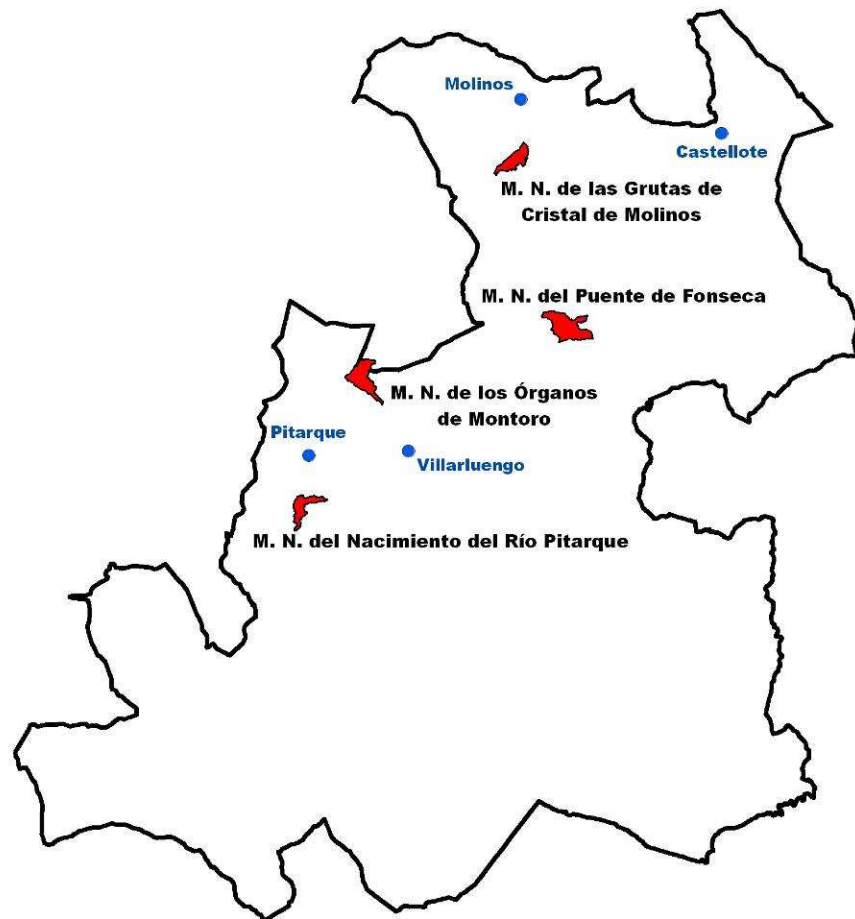 Molinos
Castellote
M. N. de las Grutas de
Cristal de Molinos
M. N. del Puente de Fonseca
M. N. de los Órganos
de Montoro
Pitarque
Villarluengo
M. N. del Nacimiento del Río Pitarque